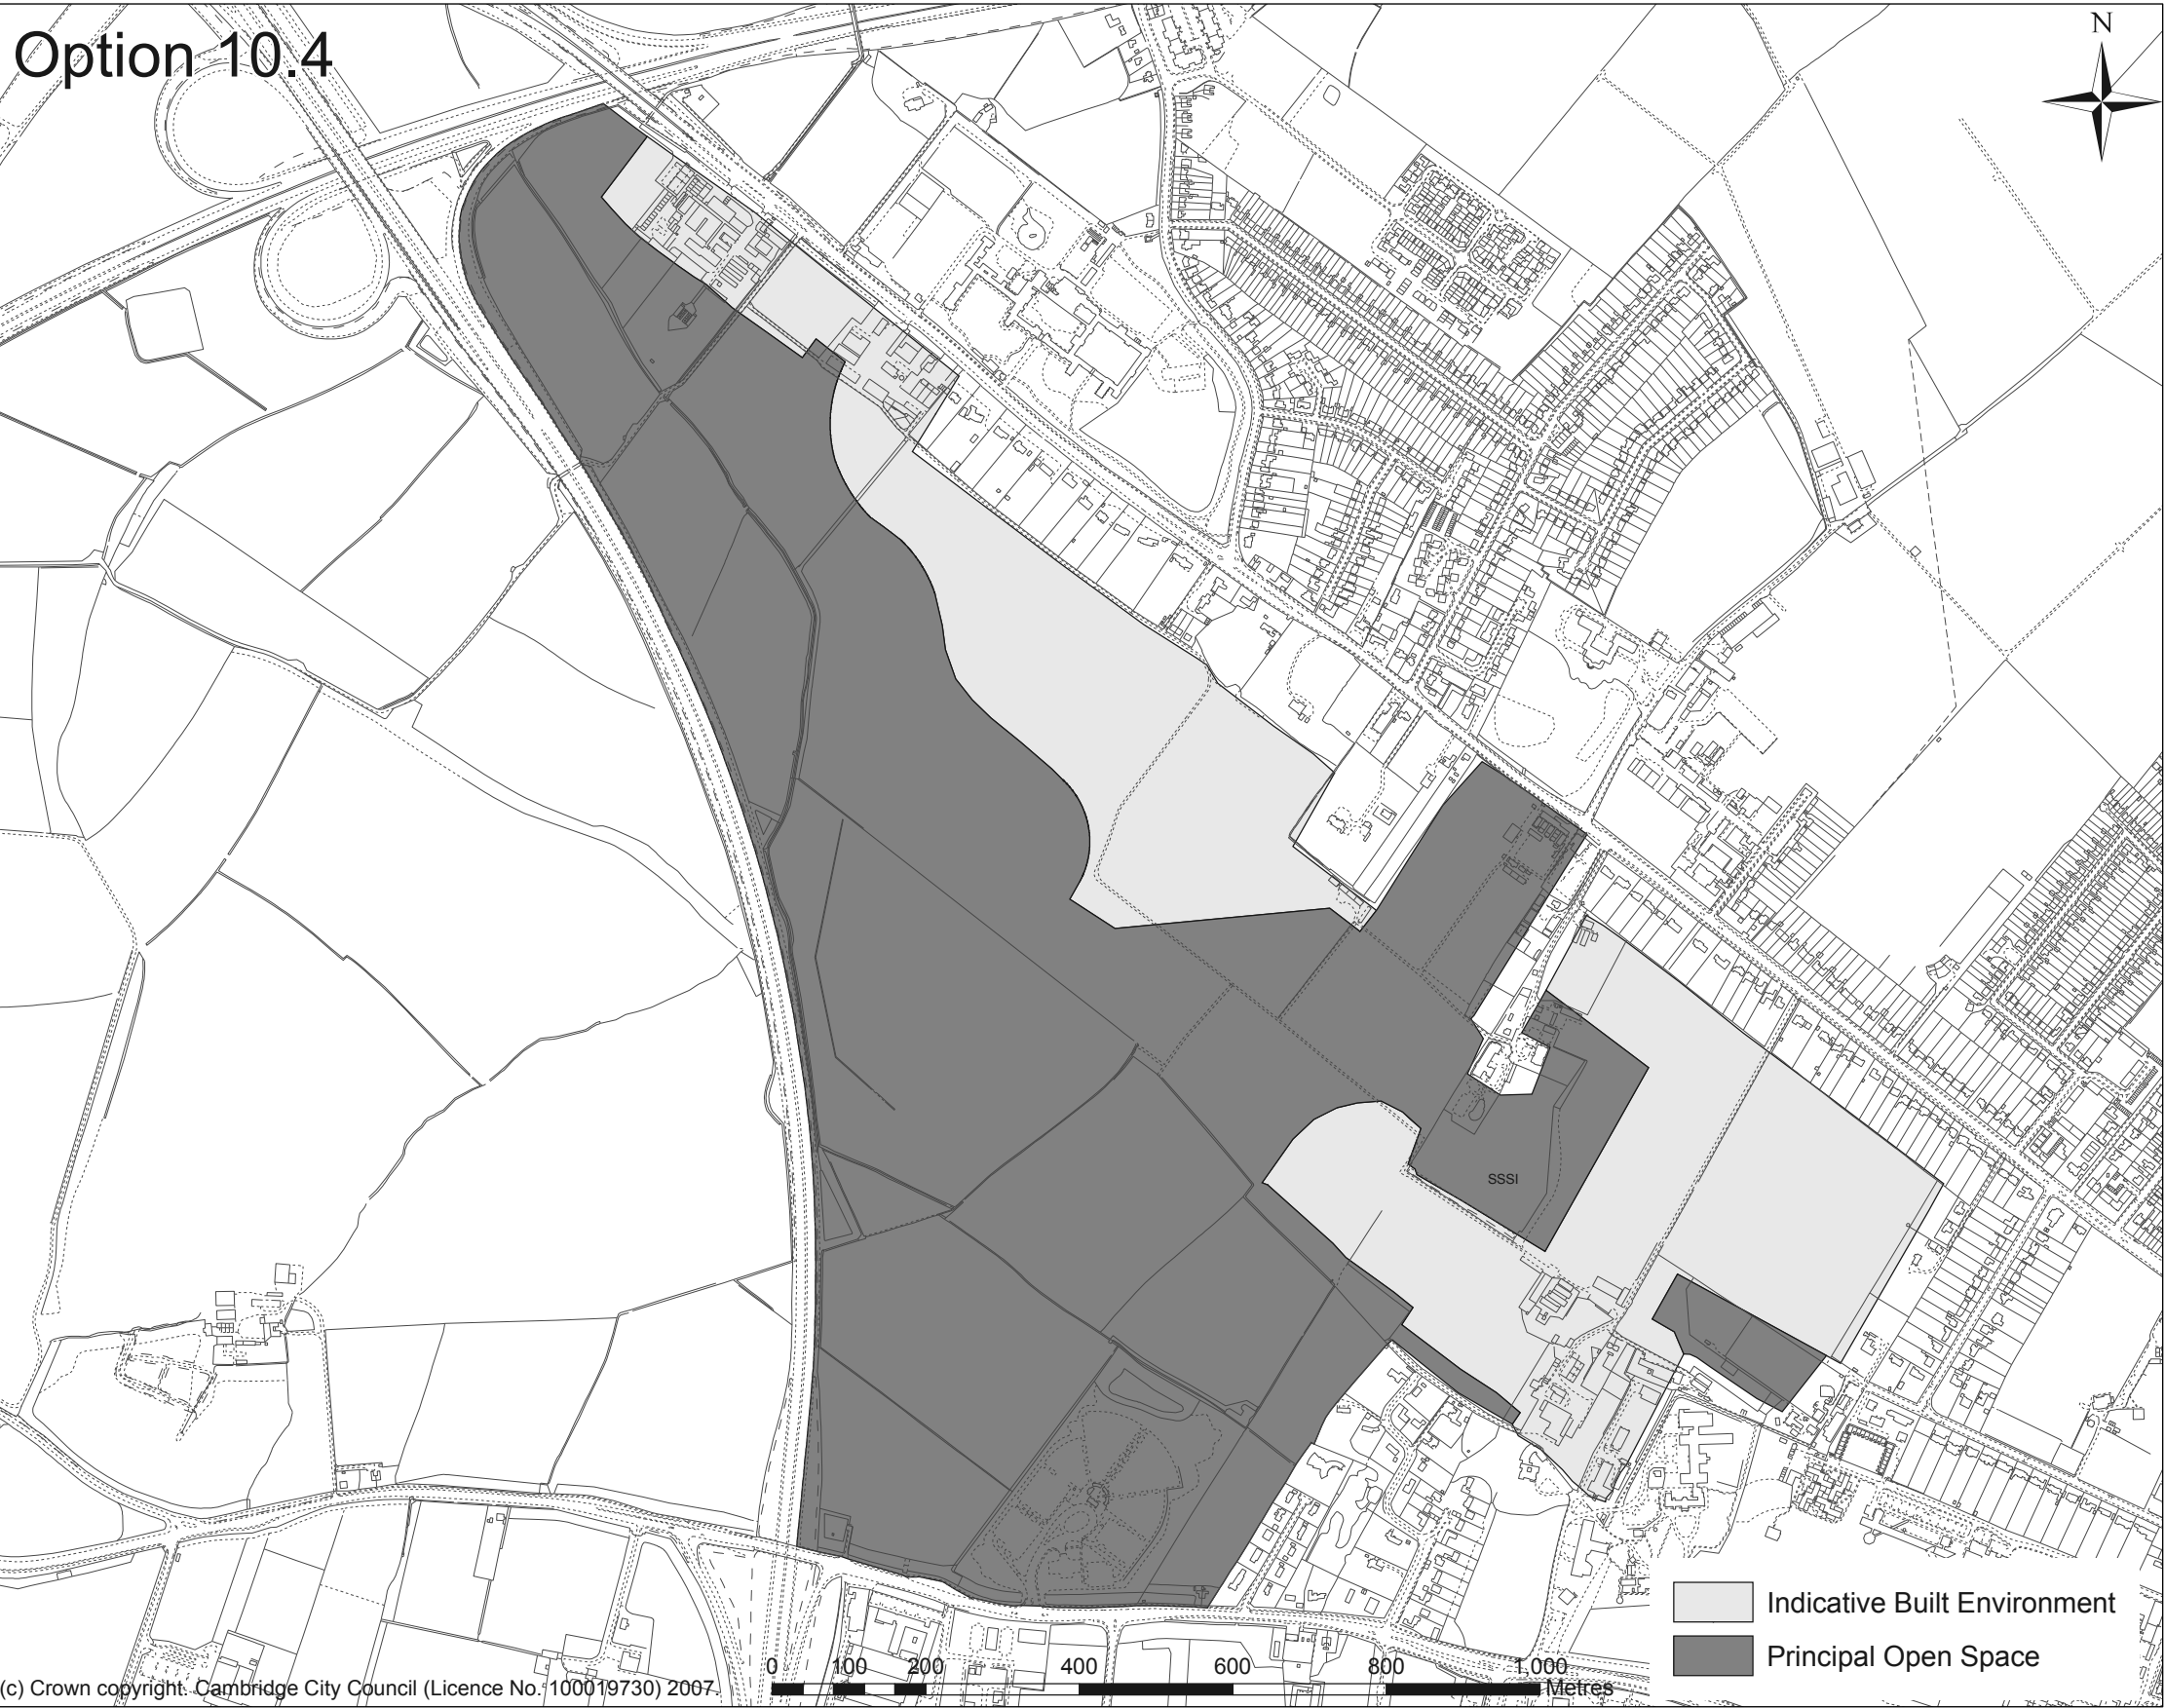 Option 10.4
N
SSSI
Indicative Built Environment
Principal Open Space
0 100 200 400 600 800 1,000
Metres
(c) Crown copyright. Cambridge City Council (Licence No. 100019730) 2007.